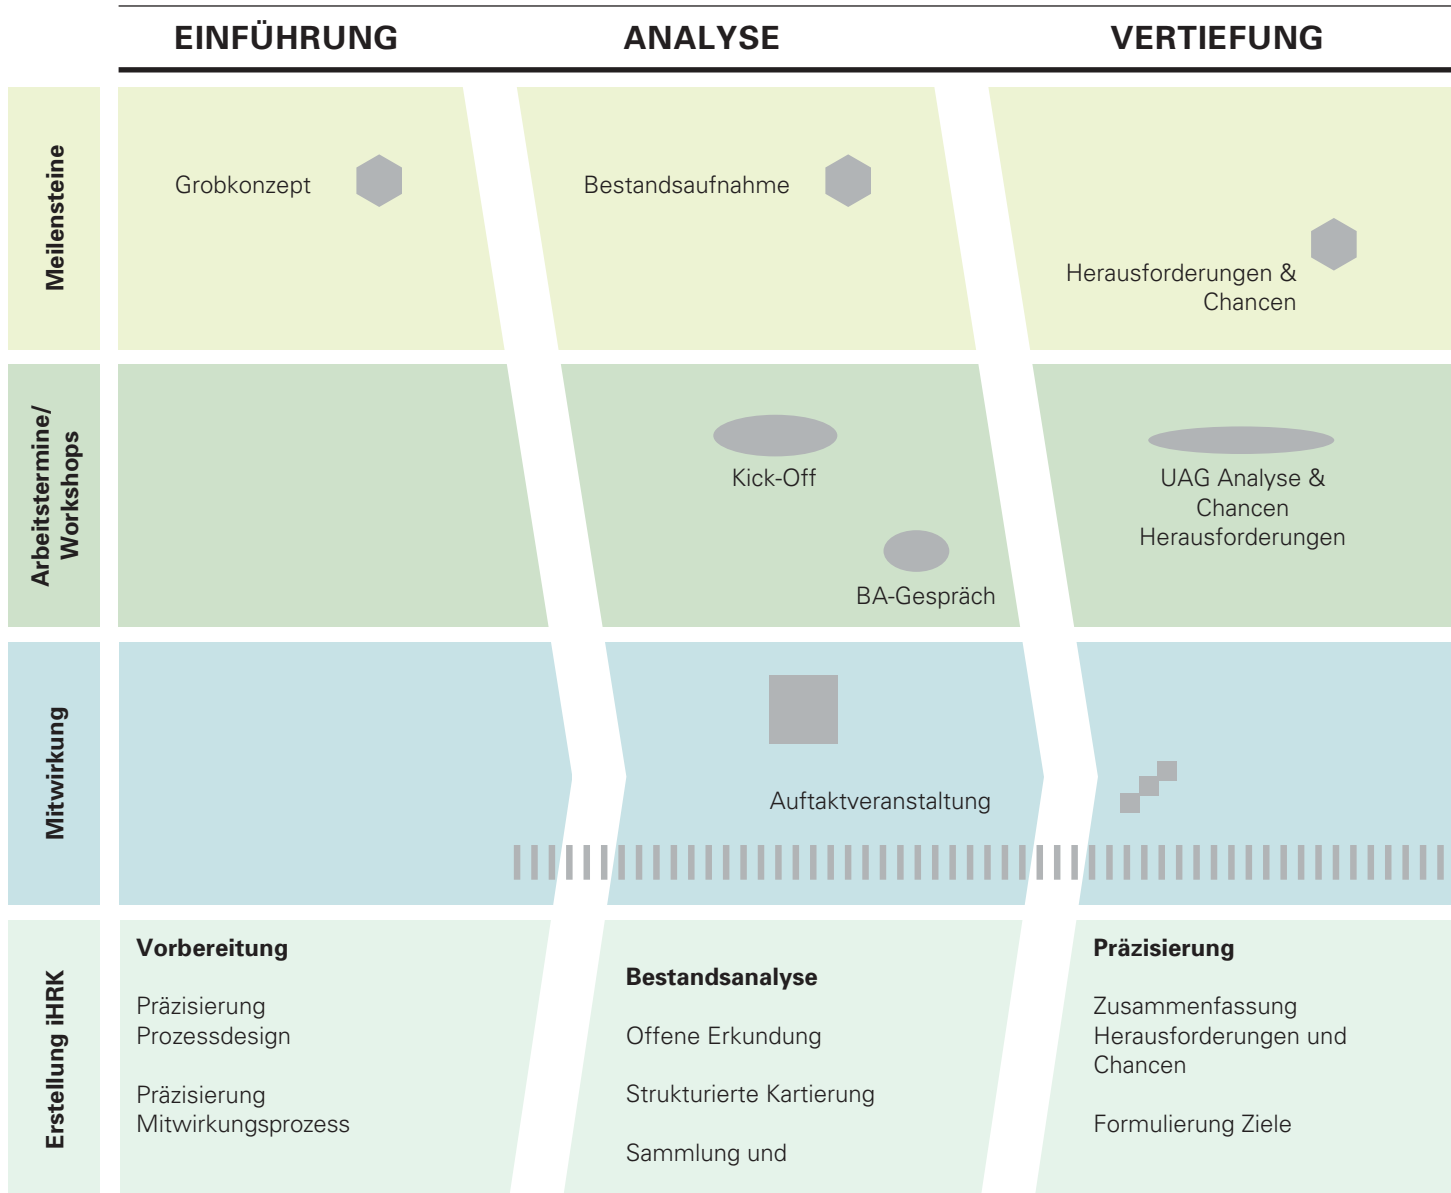 EINFÜHRUNG
ANALYSE
VERTIEFUNG
Meilensteine
Grobkonzept
Bestandsaufnahme
Herausforderungen &
Chancen
Arbeitstermine/
Workshops
Kick-Off
BA-Gespräch
UAG Analyse &
Chancen
Herausforderungen
Mitwirkung
Auftaktveranstaltung
Erstellung iHRK
Vorbereitung
Präzisierung
Prozessdesign
Präzisierung
Mitwirkungsprozess
Bestandsanalyse
Offene Erkundung
Strukturierte Kartierung
Sammlung und
Präzisierung
Zusammenfassung
Herausforderungen und
Chancen
Formulierung Ziele